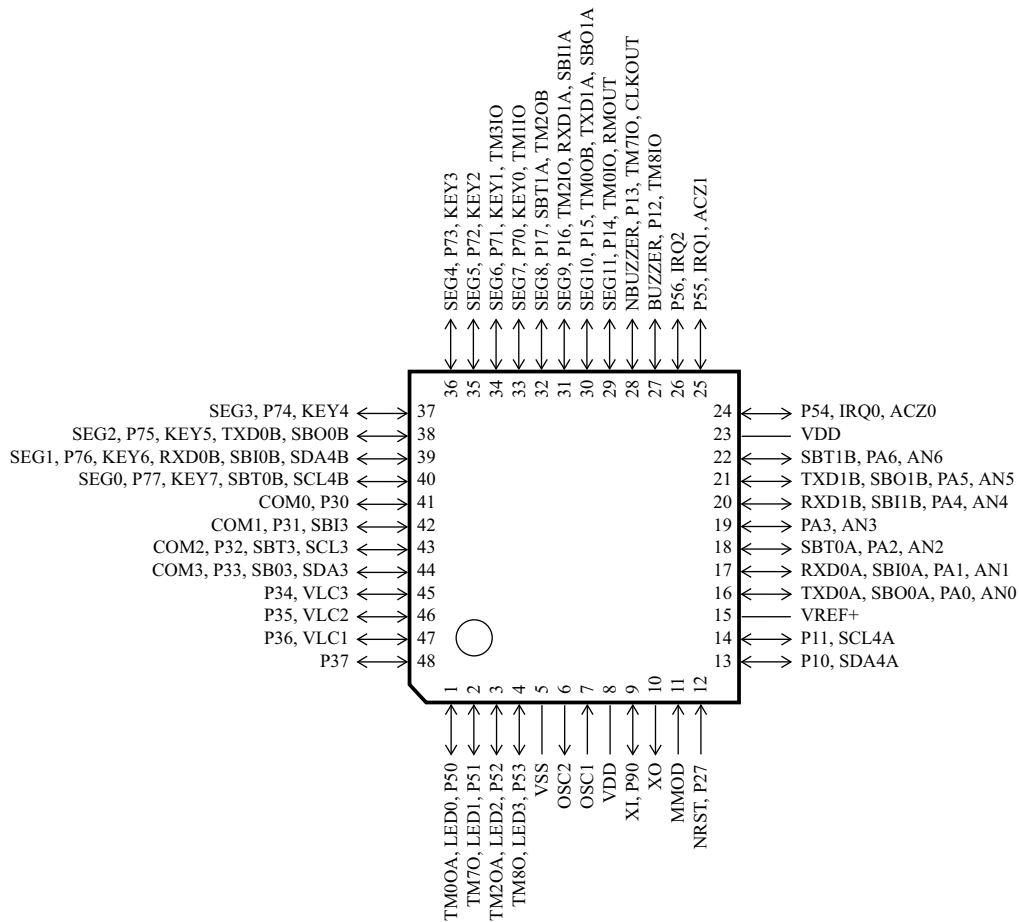 SEG4, P73, KEY3
SEG5, P72, KEY2
SEG6, P71, KEY1, TM3IO
SEG7, P70, KEY0, TM1IO
SEG8, P17, SBT1A, TM2OB
SEG9, P16, TM2IO, RXD1A, SBI1A
SEG10, P15, TM0OB, TXD1A, SBO1A
SEG11, P14, TM0IO, RMOUT
NBUZZER, P13, TM7IO, CLKOUT
BUZZER, P12, TM8IO
P56, IRQ2
P55, IRQ1, ACZ1
36
35
34
33
32
31
30
29
28
27
26
25
SEG3, P74, KEY4 37
SEG2, P75, KEY5, TXD0B, SBO0B 38
SEG1, P76, KEY6, RXD0B, SBI0B, SDA4B 39
SEG0, P77, KEY7, SBT0B, SCL4B 40
COM0, P30 41
COM1, P31, SBI3 42
COM2, P32, SBT3, SCL3 43
COM3, P33, SB03, SDA3 44
P34, VLC3 45
P35, VLC2 46
P36, VLC1 47
P37 48
24 P54, IRQ0, ACZ0
23 VDD
22 SBT1B, PA6, AN6
21 TXD1B, SBO1B, PA5, AN5
20 RXD1B, SBI1B, PA4, AN4
19 PA3, AN3
18 SBT0A, PA2, AN2
17 RXD0A, SBI0A, PA1, AN1
16 TXD0A, SBO0A, PA0, AN0
15 VREF+
14 P11, SCL4A
13 P10, SDA4A
1
2
3
4
5
6
7
8
9
10
11
12
TM0OA, LED0, P50
TM7O, LED1, P51
TM2OA, LED2, P52
TM8O, LED3, P53
VSS
OSC2
OSC1
VDD
XI, P90
XO
MMOD
NRST, P27